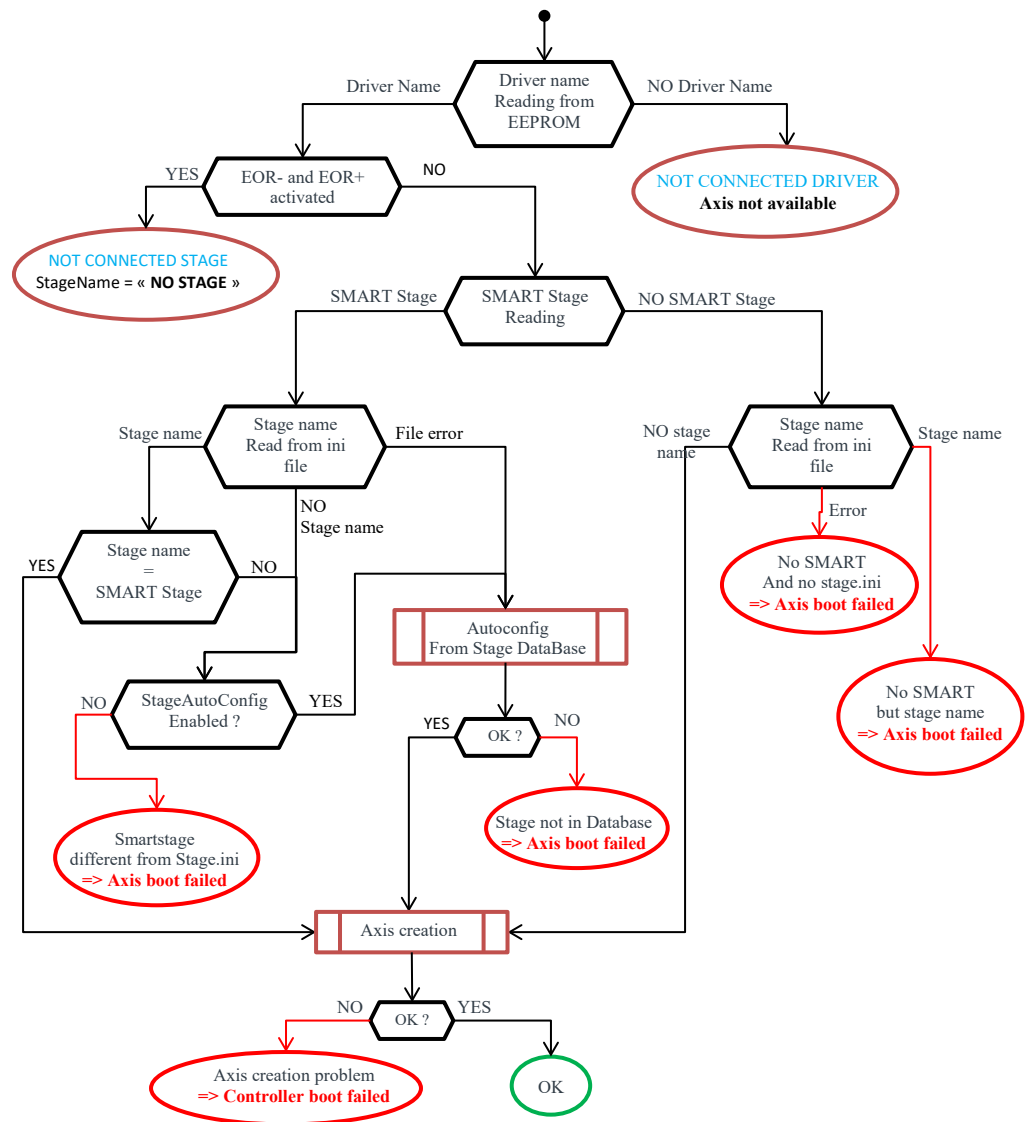 Driver name
Reading from
EEPROM
Driver Name
NO Driver Name
EOR- and EOR+
activated
YES
NO
NOT CONNECTED DRIVER
Axis not available
NOT CONNECTED STAGE
StageName = « NO STAGE »
SMART Stage
Reading
SMART Stage
NO SMART Stage
Stage name
Read from ini
file
Stage name
File error
NO
Stage name
Stage name
Read from ini
file
NO stage
name
Stage name
Error
Stage name
=
SMART Stage
YES
NO
No SMART
And no stage.ini
=> Axis boot failed
Autoconfig
From Stage DataBase
StageAutoConfig
Enabled ?
NO
YES
No SMART
but stage name
=> Axis boot failed
OK ?
YES
NO
Stage not in Database
=> Axis boot failed
Smartstage
different from Stage.ini
=> Axis boot failed
Axis creation
OK ?
NO
YES
Axis creation problem
=> Controller boot failed
OK